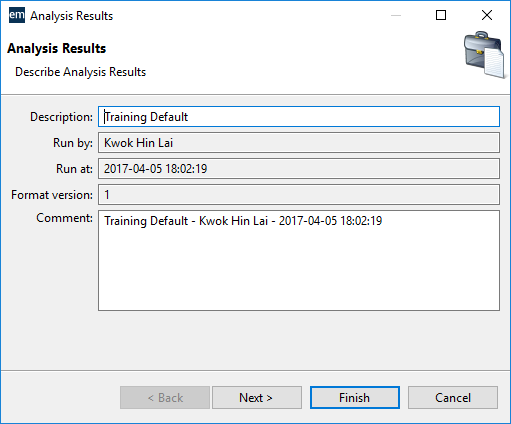 em Analysis Results
Analysis Results
Describe Analysis Results
Description: Training Default
Run by: Kwok Hin Lai
Run at: 2017-04-05 18:02:19
Format version: 1
Comment: Training Default - Kwok Hin Lai - 2017-04-05 18:02:19
< Back Next > Finish Cancel